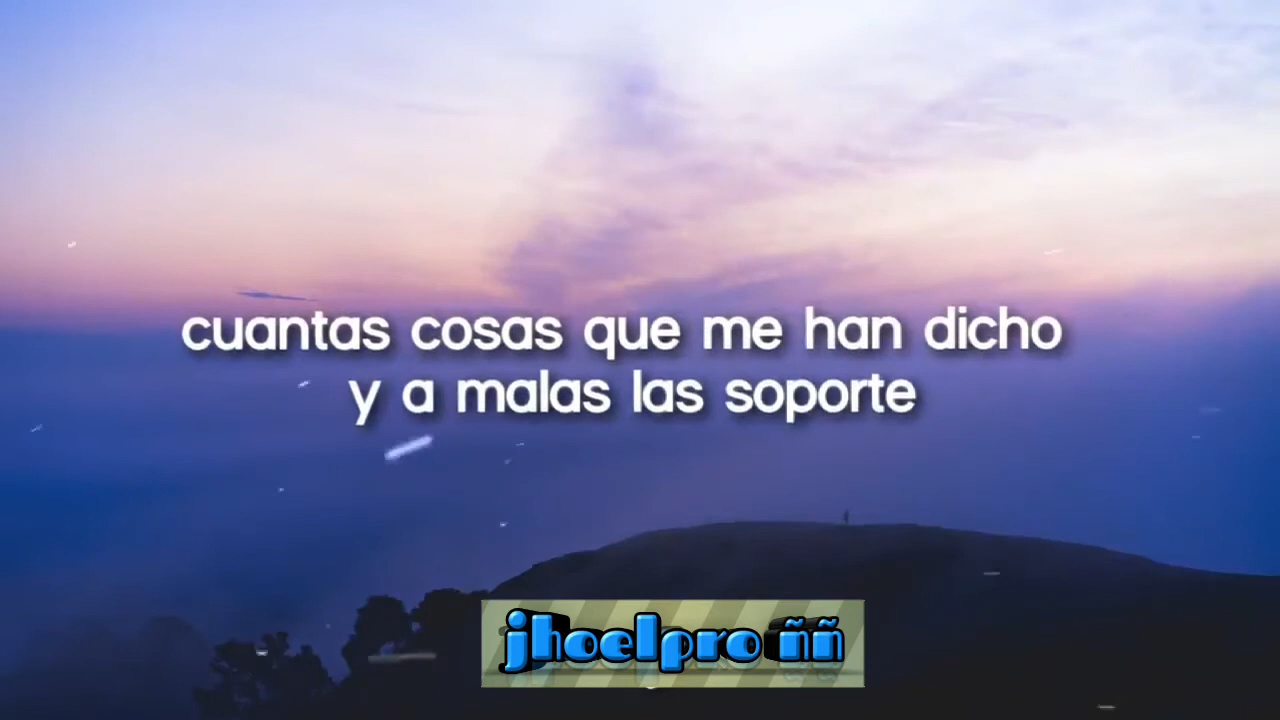 cuantas cosas que me han dicho
y a malas las soporte
jhoelpro ññ